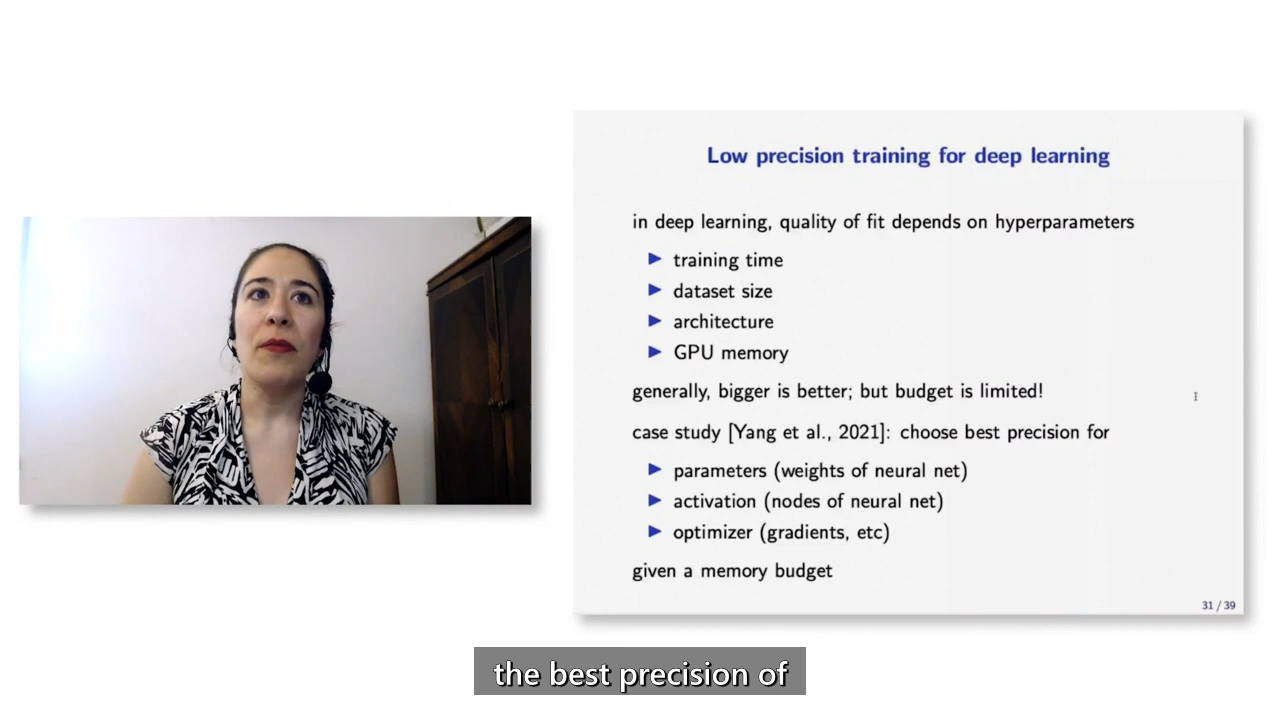 Low precision training for deep learning
in deep learning, quality of fit depends on hyperparameters
▶ training time
▶ dataset size
▶ architecture
▶ GPU memory
generally, bigger is better; but budget is limited!
case study [Yang et al., 2021]: choose best precision for
▶ parameters (weights of neural net)
▶ activation (nodes of neural net)
▶ optimizer (gradients, etc)
given a memory budget
31 / 39
the best precision of